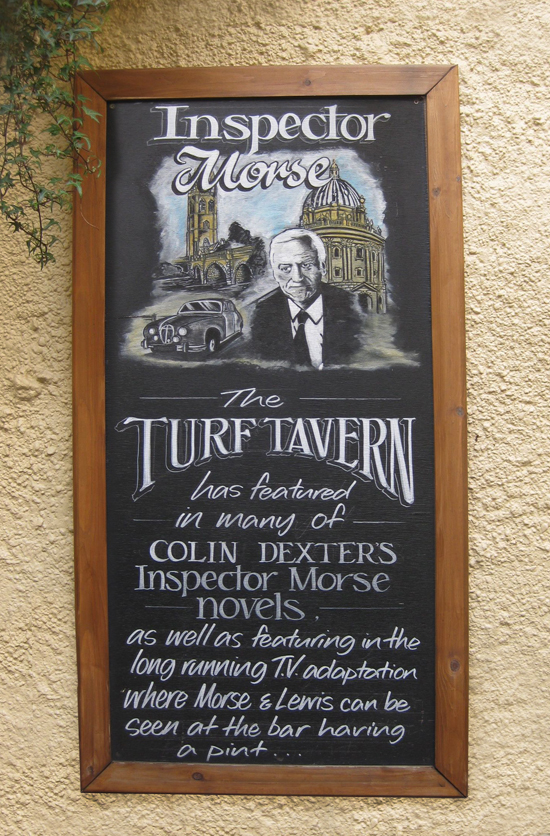 Inspector
Morse
The
TURF TAVERN
has featured
in many of
COLIN DEXTER'S
Inspector Morse
novels,
as well as featuring in the
long running T.V. adaptation
where Morse & Lewis can be
seen at the bar having
a pint...